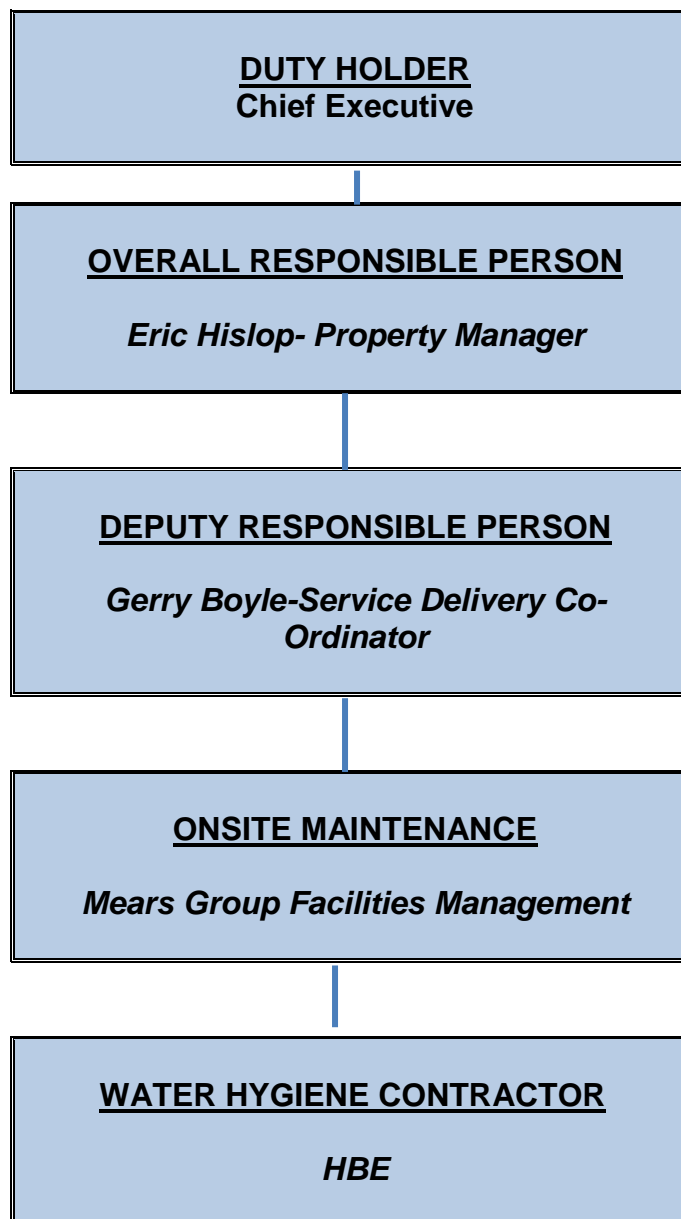 DUTY HOLDER
Chief Executive
OVERALL RESPONSIBLE PERSON
Eric Hislop- Property Manager
DEPUTY RESPONSIBLE PERSON
Gerry Boyle-Service Delivery Co-
Ordinator
ONSITE MAINTENANCE
Mears Group Facilities Management
WATER HYGIENE CONTRACTOR
HBE